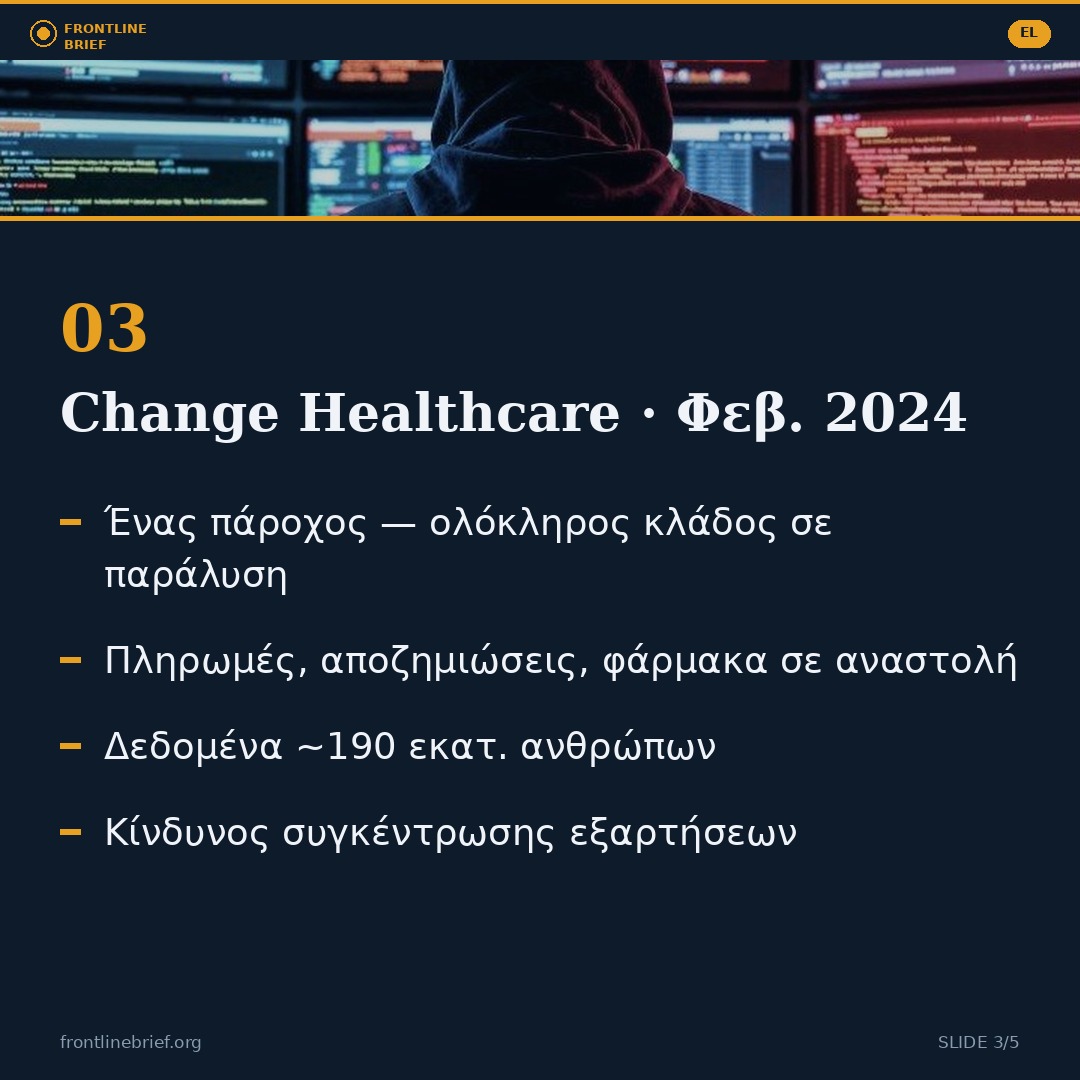 FRONTLINE
BRIEF
EL
03
Change Healthcare · Φεβ. 2024
Ένας πάροχος — ολόκληρος κλάδος σε
παράλυση
Πληρωμές, αποζημιώσεις, φάρμακα σε αναστολή
Δεδομένα ~190 εκατ. ανθρώπων
Κίνδυνος συγκέντρωσης εξαρτήσεων
frontlinebrief.org
SLIDE 3/5